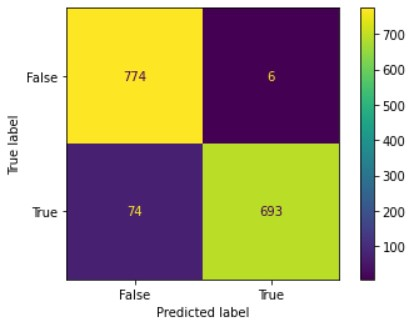 False
774
6
True
74
693
False
True
Predicted label
True label
700
600
500
400
300
200
100